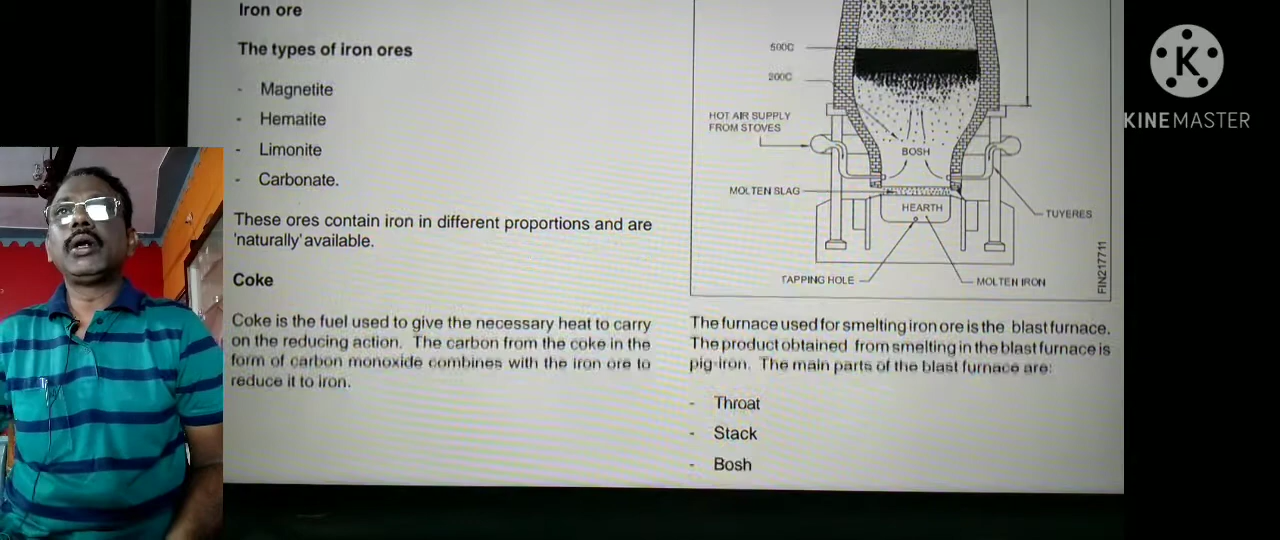 Iron ore
The types of iron ores
- Magnetite
- Hematite
- Limonite
- Carbonate.
These ores contain iron in different proportions and are
'naturally' available.
Coke
Coke is the fuel used to give the necessary heat to carry
on the reducing action. The carbon from the coke in the
form of carbon monoxide combines with the iron ore to
reduce it to iron.
HOT AIR SUPPLY
FROM STOVES
BOSH
MOLTEN SLAG
HEARTH
TUYERES
TAPPING HOLE
MOLTEN IRON
FIN217711
The furnace used for smelting iron ore is the blast furnace.
The product obtained from smelting in the blast furnace is
pig-iron. The main parts of the blast furnace are:
- Throat
- Stack
- Bosh
K
KINEMASTER